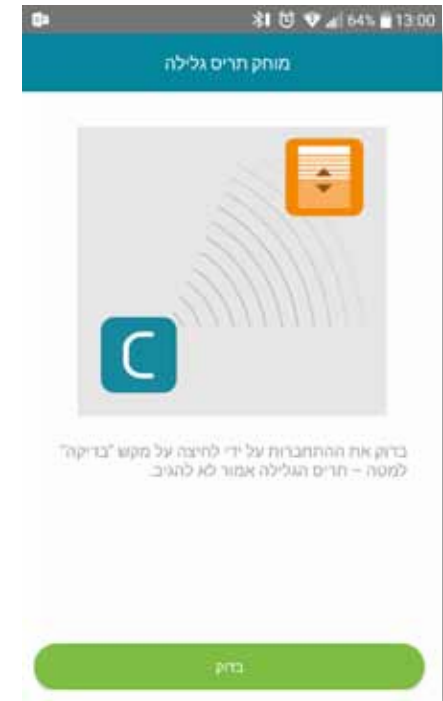 64% 13:00
מוחק תריס גלילה
בדוק את ההתחברות על ידי לחיצה על מקש "בדיקה"
למטה – תריס הגלילה אמור לא להגיב.
בדוק